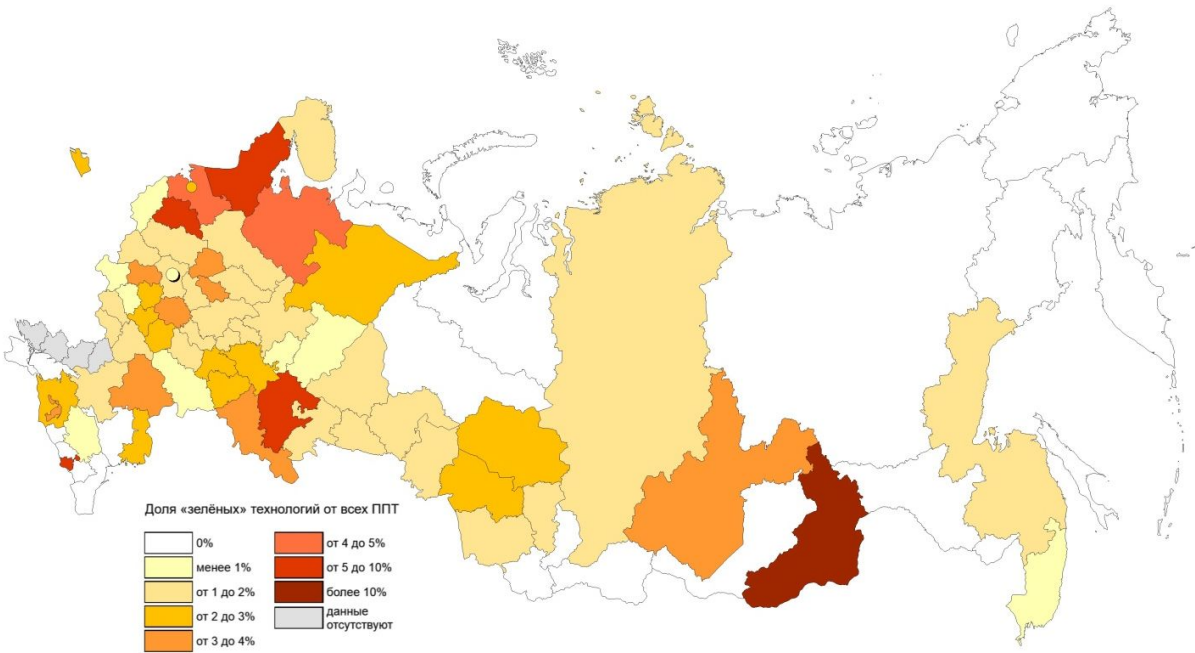 Доля «зелёных» технологий от всех ППТ
0%
менее 1%
от 1 до 2%
от 2 до 3%
от 3 до 4%
от 4 до 5%
от 5 до 10%
более 10%
данные
отсутствуют